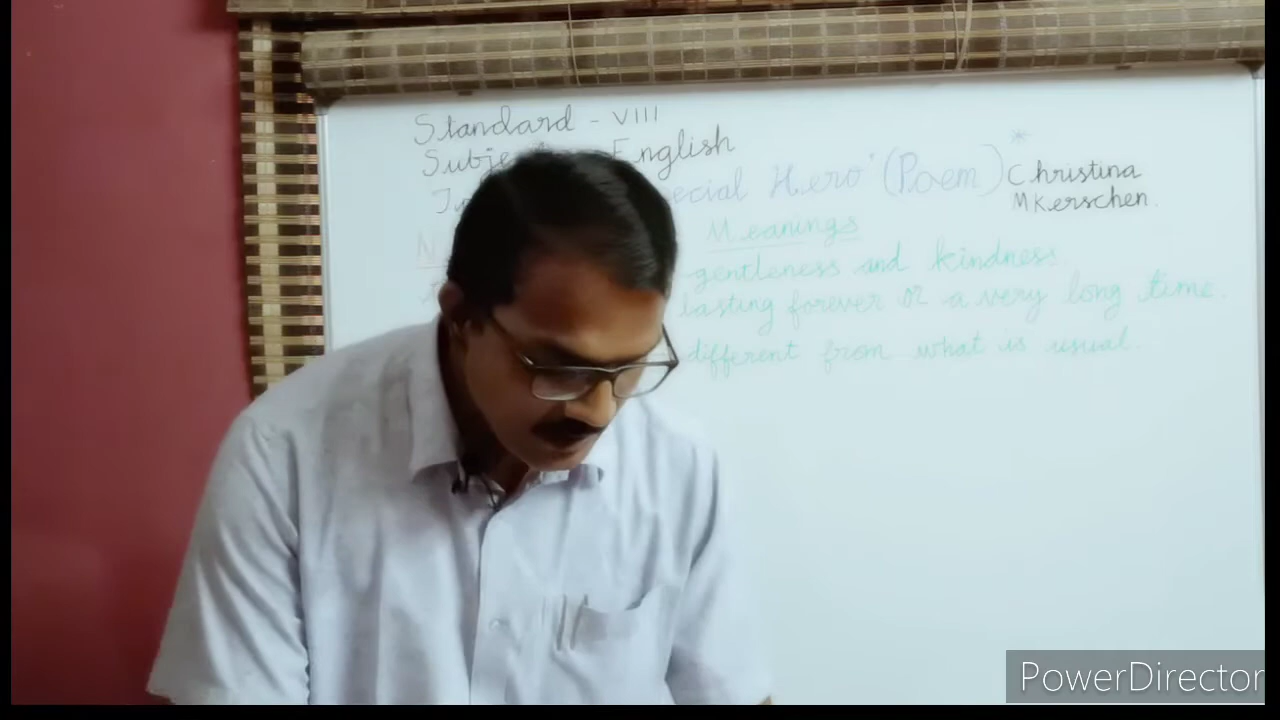 Standard - VIII
English
Hero' (Poem) *Christina
M Kerschen.
Meanings
gentleness and kindness
lasting forever or a very long time.
different from what is usual.
PowerDirector